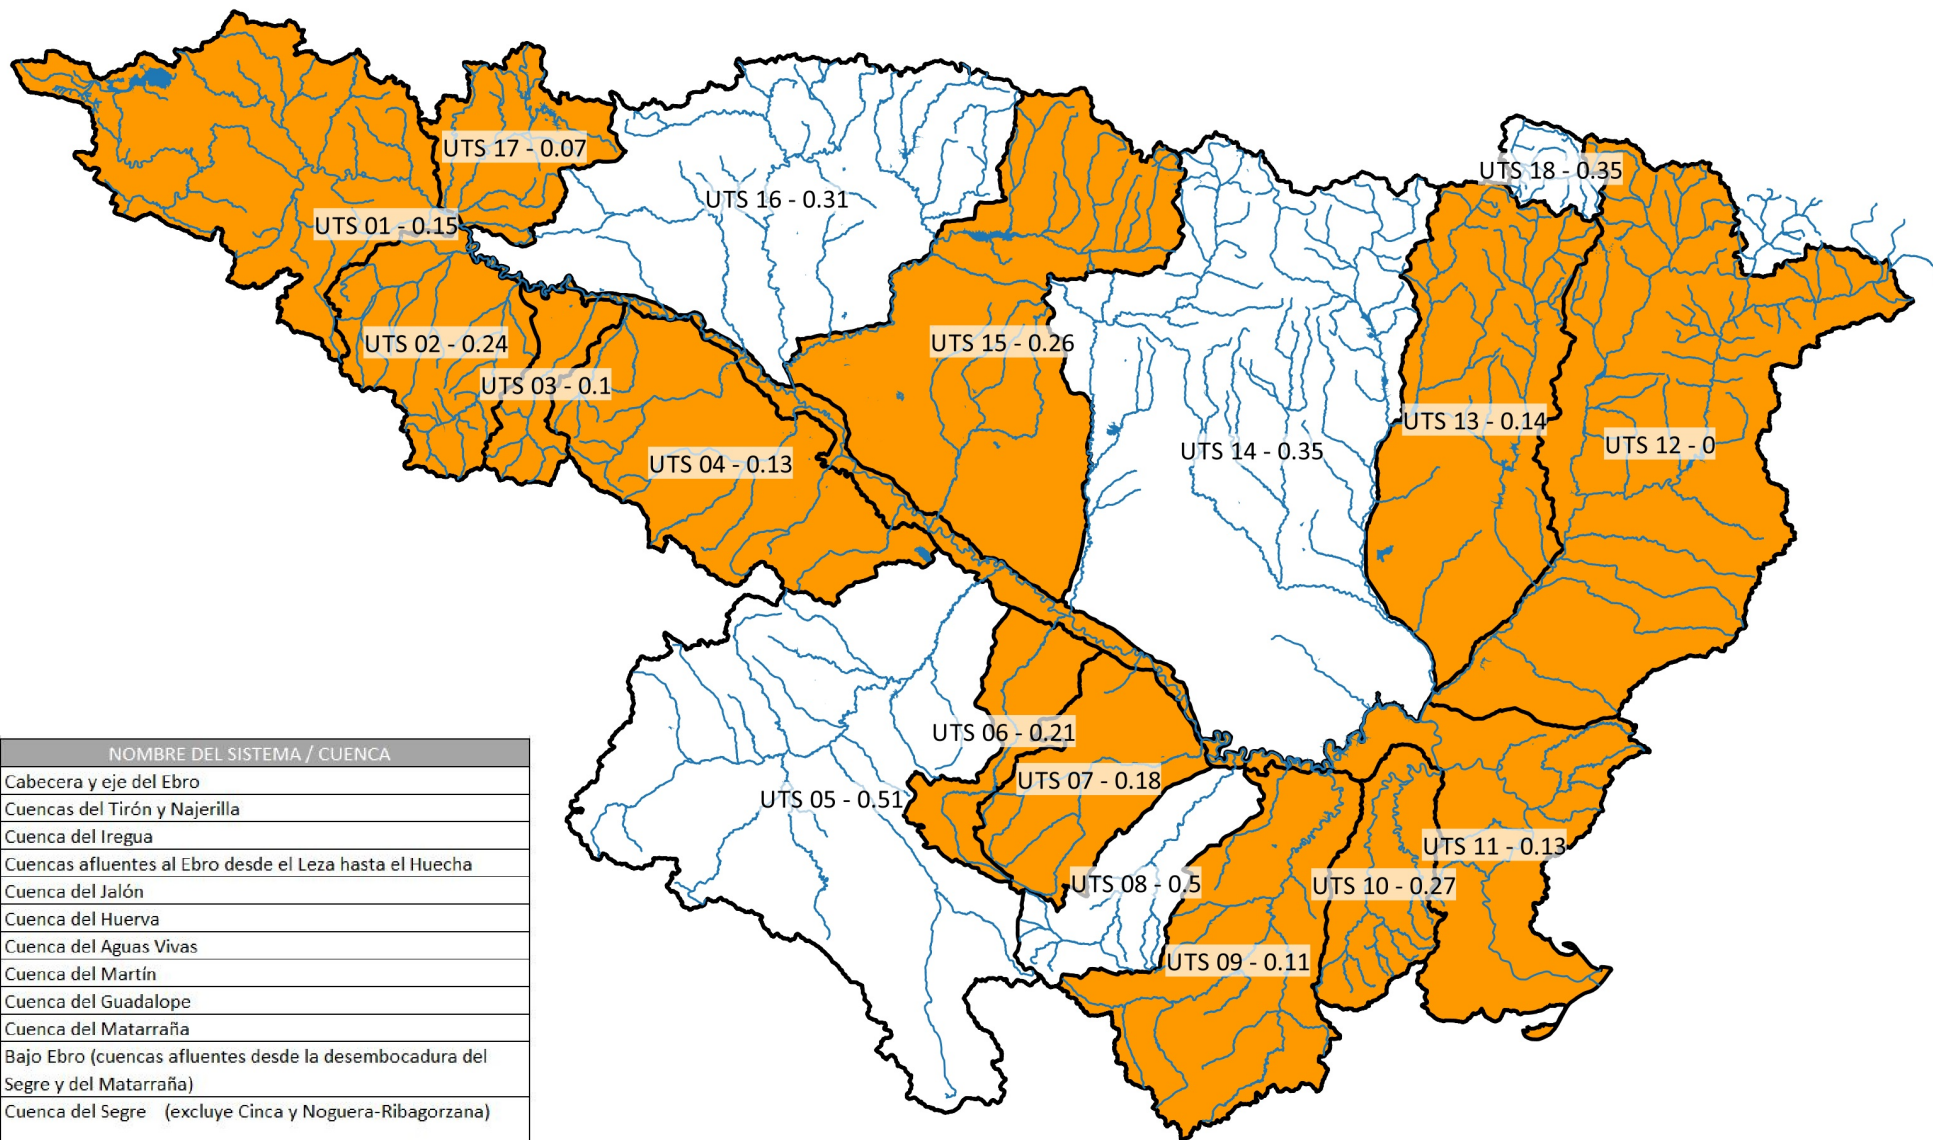 UTS 17 - 0.07
UTS 18 - 0.35
UTS 16 - 0.31
UTS 01 - 0.15
UTS 02 - 0.24
UTS 15 - 0.26
UTS 03 - 0.1
UTS 13 - 0.14
UTS 12 - 0
UTS 14 - 0.35
UTS 04 - 0.13
UTS 06 - 0.21
UTS 07 - 0.18
UTS 05 - 0.51
UTS 11 - 0.13
UTS 08 - 0.5
UTS 10 - 0.27
UTS 09 - 0.11
NOMBRE DEL SISTEMA / CUENCA
Cabecera y eje del Ebro
Cuencas del Tirón y Najerilla
Cuenca del Iregua
Cuencas afluentes al Ebro desde el Leza hasta el Huecha
Cuenca del Jalón
Cuenca del Huerva
Cuenca del Aguas Vivas
Cuenca del Martín
Cuenca del Guadalope
Cuenca del Matarraña
Bajo Ebro (cuencas afluentes desde la desembocadura del
Segre y del Matarraña)
Cuenca del Segre (excluye Cinca y Noguera-Ribagorzana)